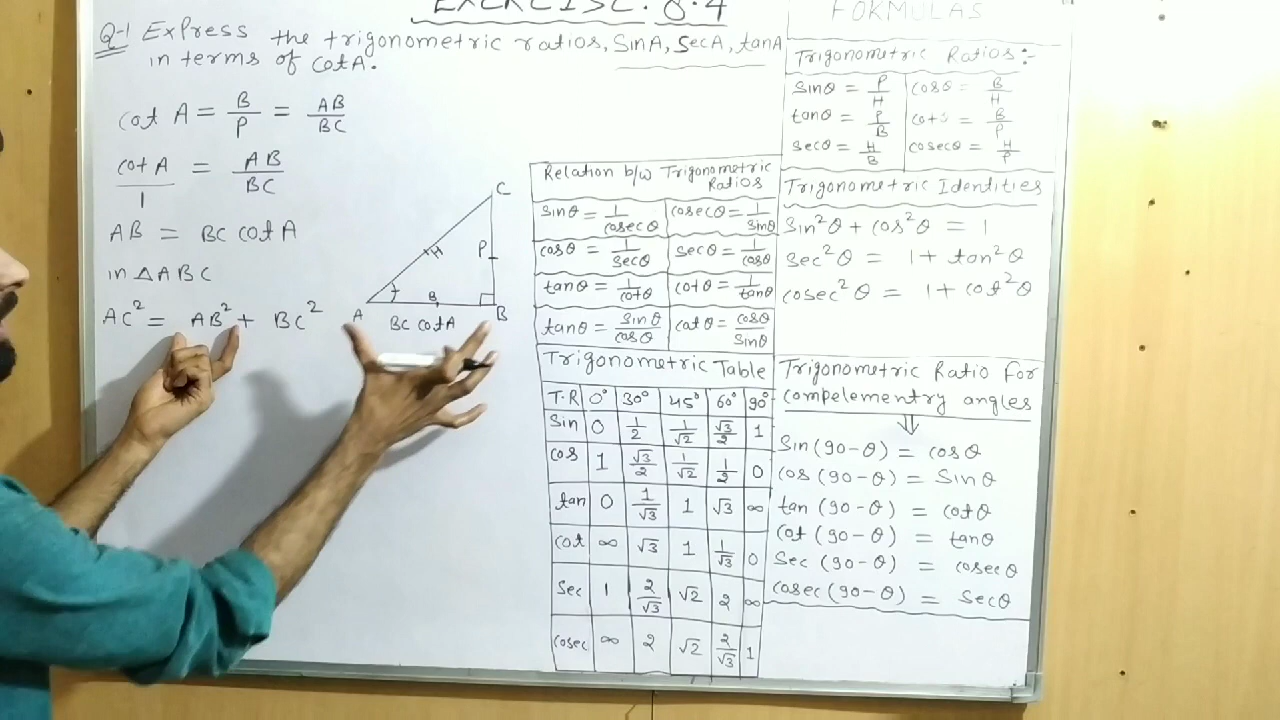 EXERCISE: 8.4
Q-1 Express the trigonometric ratios, SinA, SecA, tanA
in terms of CotA.
cot A = B/P = AB/BC
cot A/1 = AB/BC
AB = BC cotA
in △ABC
AC² = AB² + BC²
C
H
P
B
A
B
BC cotA
Relation b/w Trigonometric
Ratios
sinθ = 1/cosecθ cosecθ = 1/sinθ
cosθ = 1/secθ secθ = 1/cosθ
tanθ = 1/cotθ cotθ = 1/tanθ
tanθ = sinθ/cosθ cotθ = cosθ/sinθ
Trigonometric Table
T.R 0° 30° 45° 60° 90°
Sin 0 1/2 1/√2 √3/2 1
Cos 1 √3/2 1/√2 1/2 0
tan 0 1/√3 1 √3 ∞
cot ∞ √3 1 1/√3 0
Sec 1 2/√3 √2 2 ∞
cosec ∞ 2 √2 2/√3 1
FORMULAS
Trigonometric Ratios:-
sinθ = P/H cosθ = B/H
tanθ = P/B cotθ = B/P
secθ = H/B cosecθ = H/P
Trigonometric Identities
Sin²θ + cos²θ = 1
sec²θ = 1 + tan²θ
cosec²θ = 1 + cot²θ
Trigonometric Ratio for
compelementry angles
⇓
Sin (90-θ) = cosθ
cos (90-θ) = Sinθ
tan (90-θ) = cotθ
cot (90-θ) = tanθ
Sec (90-θ) = cosecθ
cosec (90-θ) = Secθ